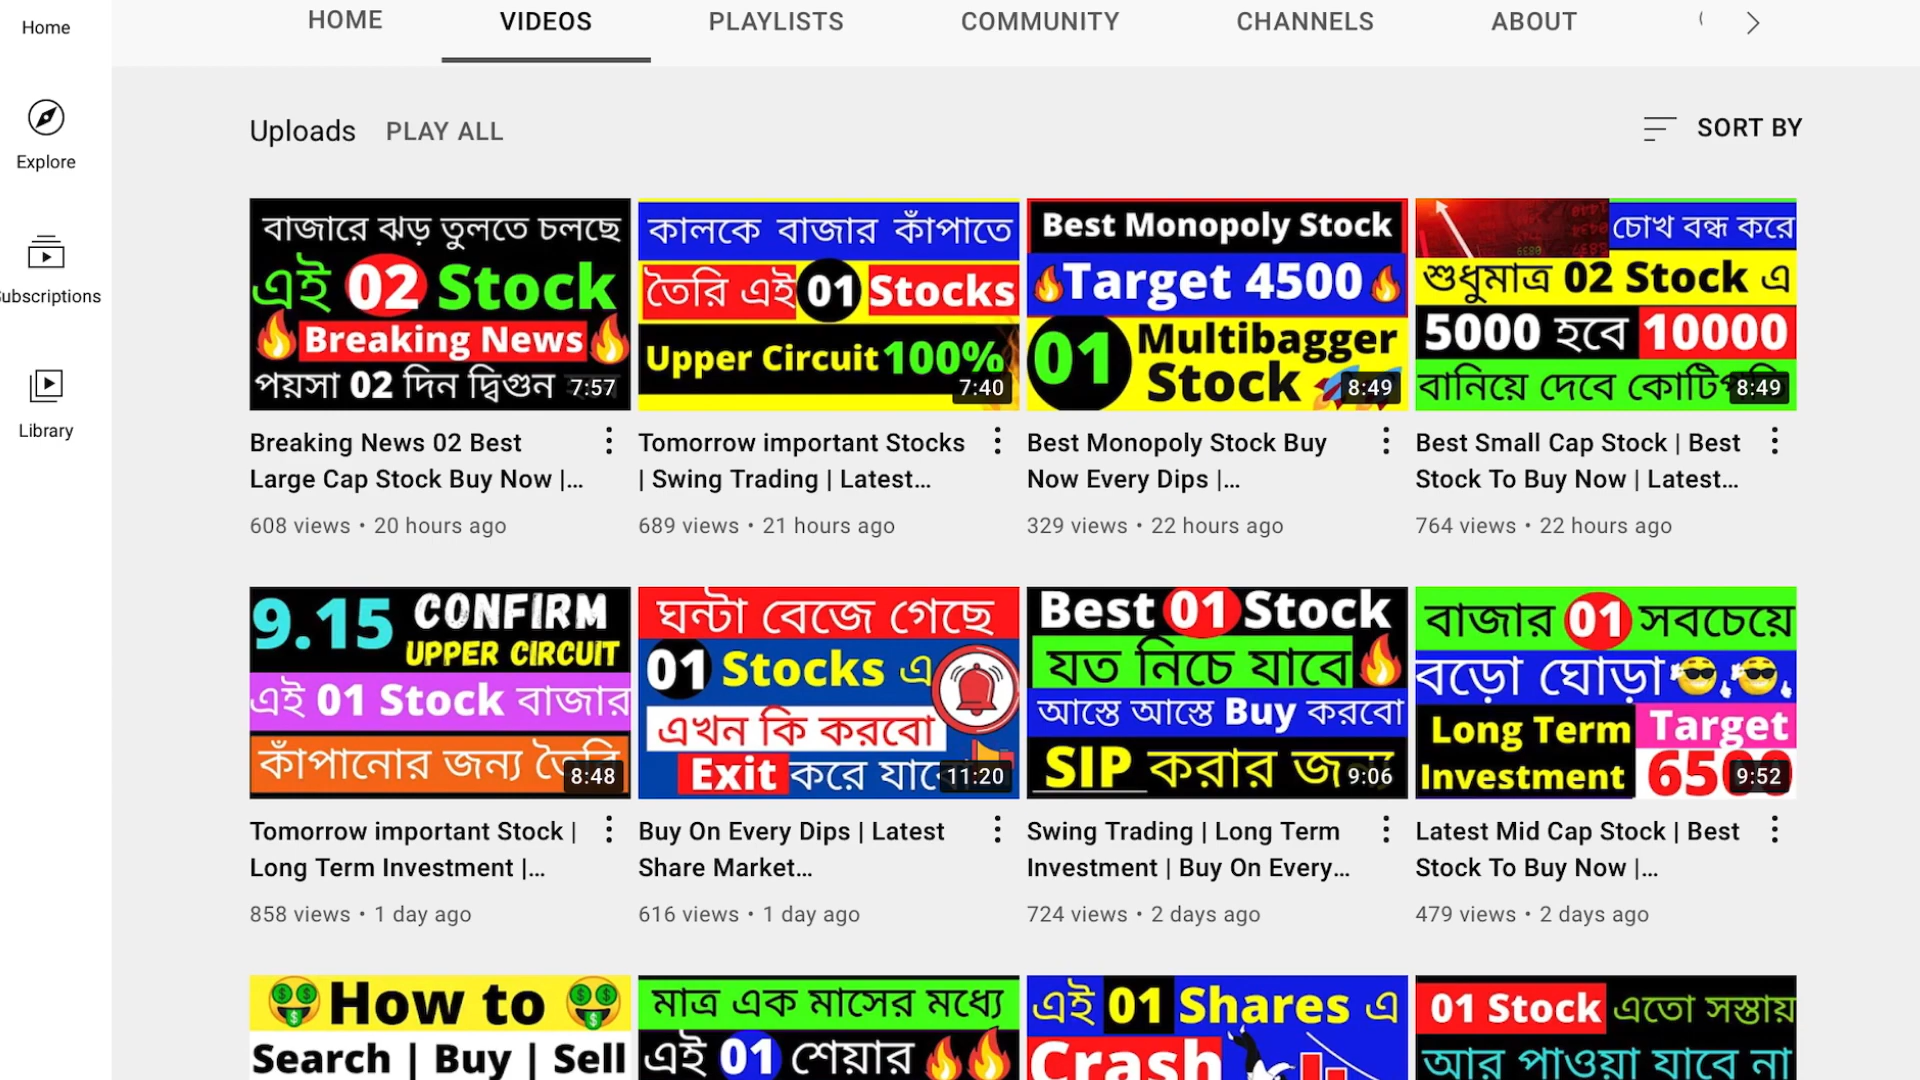 HOME VIDEOS PLAYLISTS COMMUNITY CHANNELS ABOUT
Home
Explore
Subscriptions
Library
Uploads PLAY ALL
SORT BY
বাজারে ঝড় তুলতে চলছে
এই 02 Stock
Breaking News
পয়সা 02 দিন দ্বিগুন
7:57
Breaking News 02 Best
Large Cap Stock Buy Now |...
608 views • 20 hours ago
কালকে বাজার কাঁপাতে
তৈরি এই 01 Stocks
Upper Circuit 100%
7:40
Tomorrow important Stocks
| Swing Trading | Latest...
689 views • 21 hours ago
Best Monopoly Stock
Target 4500
01 Multibagger
Stock
8:49
Best Monopoly Stock Buy
Now Every Dips |...
329 views • 22 hours ago
চোখ বন্ধ করে
শুধুমাত্র 02 Stock এ
5000 হবে 10000
বানিয়ে দেবে কোটিপতি
8:49
Best Small Cap Stock | Best
Stock To Buy Now | Latest...
764 views • 22 hours ago
9.15 CONFIRM
UPPER CIRCUIT
এই 01 Stock বাজার
কাঁপানোর জন্য তৈরি
8:48
Tomorrow important Stock |
Long Term Investment |...
858 views • 1 day ago
ঘন্টা বেজে গেছে
01 Stocks এ
এখন কি করবো
Exit করে যাবো
11:20
Buy On Every Dips | Latest
Share Market...
616 views • 1 day ago
Best 01 Stock
যত নিচে যাবে
আস্তে আস্তে Buy করবো
SIP করার জন্য
9:06
Swing Trading | Long Term
Investment | Buy On Every...
724 views • 2 days ago
বাজার 01 সবচেয়ে
বড়ো ঘোড়া
Long Term Target
Investment 6500
9:52
Latest Mid Cap Stock | Best
Stock To Buy Now |...
479 views • 2 days ago
How to
Search | Buy | Sell
মাত্র এক মাসের মধ্যে
এই 01 শেয়ার
এই 01 Shares এ
Crash
01 Stock এতো সস্তায়
আর পাওয়া যাবে না